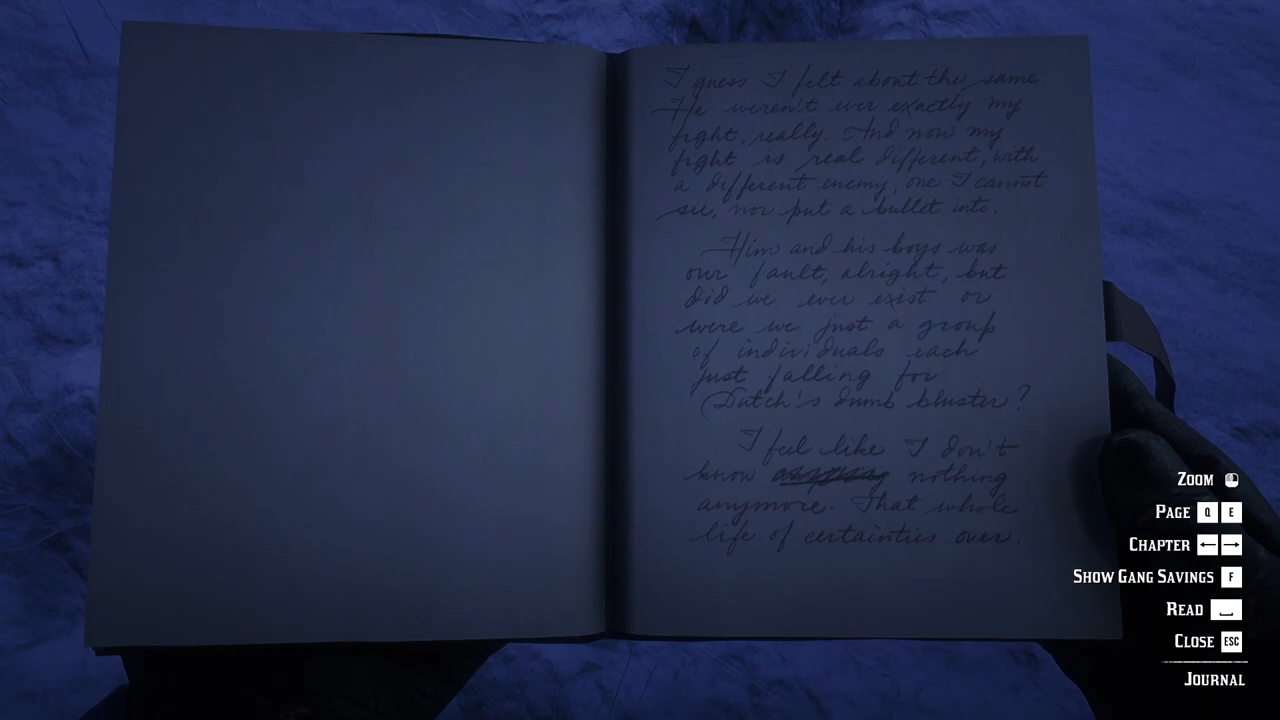 I guess I felt about the same.
He weren't ever exactly my
fight, really. And now my
fight is real different, with
a different enemy, one I cannot
see, nor put a bullet into.
Him and his boys was
our fault, alright, but
did we ever exist or
were we just a group
of individuals each
just falling for
Dutch's dumb bluster?
I feel like I don't
know nothing
anymore. That whole
life of certainties over.
ZOOM
PAGE Q E
CHAPTER ← →
SHOW GANG SAVINGS F
READ
CLOSE ESC
JOURNAL